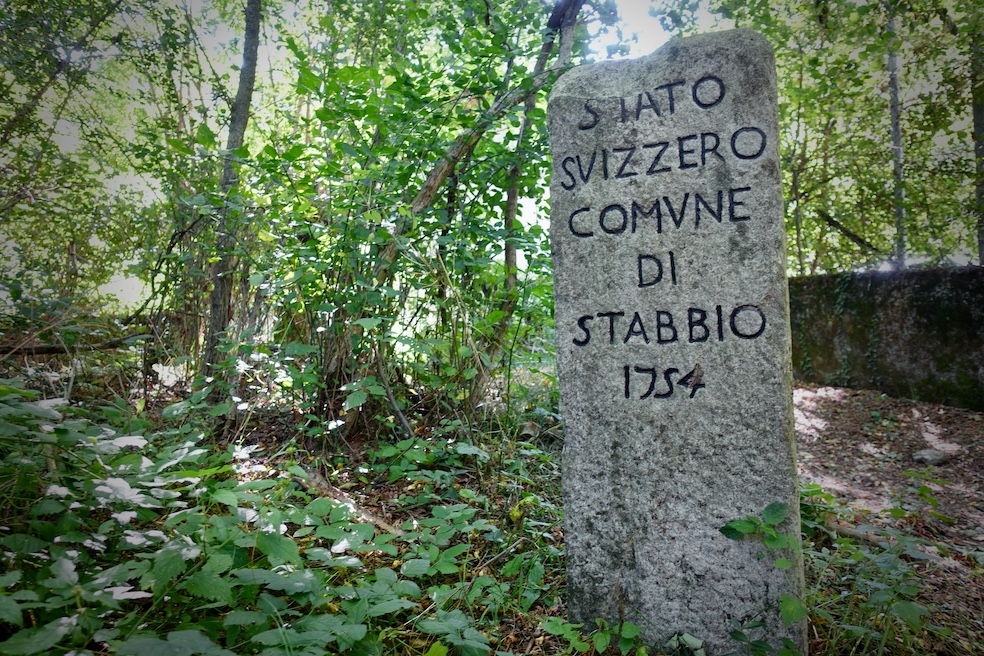 STATO
SVIZZERO
COMVNE
DI
STABBIO
1754